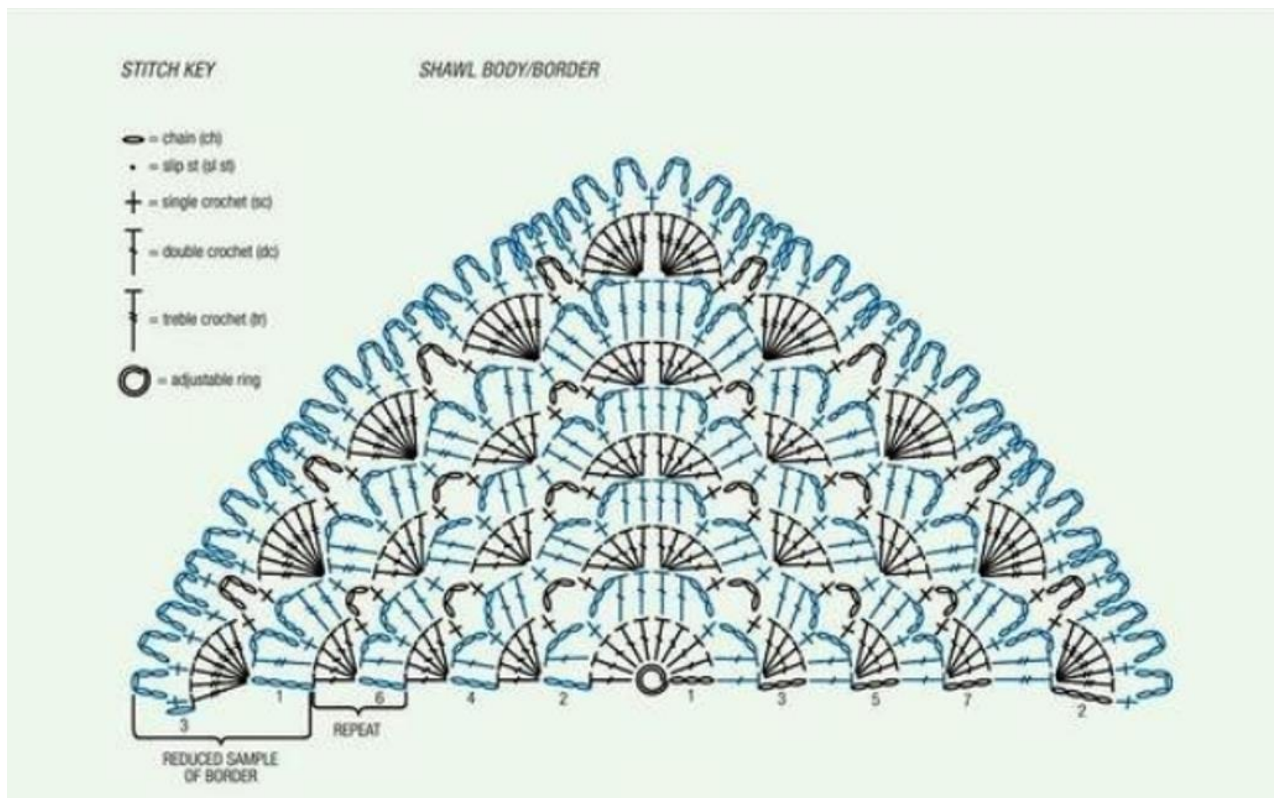 STITCH KEY
SHAWL BODY/BORDER
= chain (ch)
= slip st (sl st)
= single crochet (sc)
= double crochet (dc)
= treble crochet (tr)
= adjustable ring
1 6 4 2 1 3 5 7 2
3
REPEAT
REDUCED SAMPLE
OF BORDER